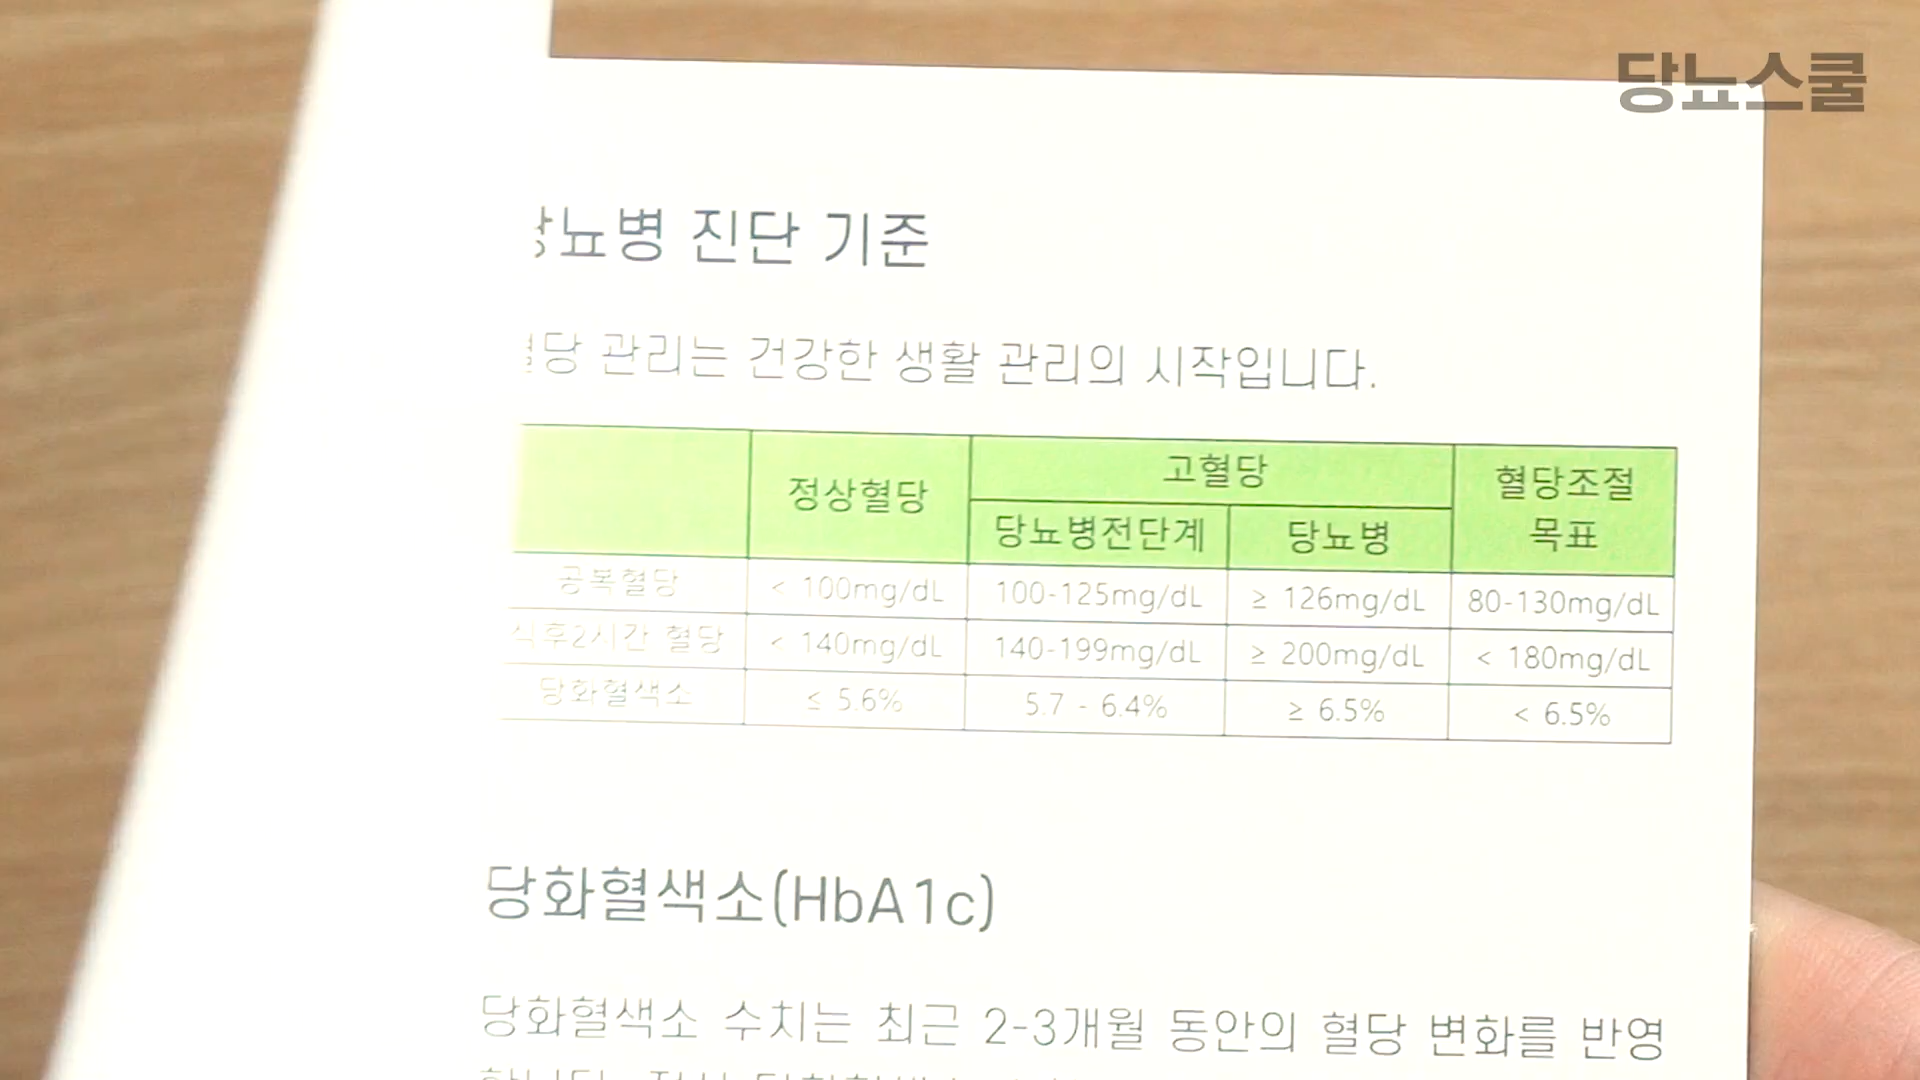 당뇨스쿨
당뇨병 진단 기준
혈당 관리는 건강한 생활 관리의 시작입니다.
정상혈당 고혈당 혈당조절 목표
당뇨병전단계 당뇨병
공복혈당 < 100mg/dL 100-125mg/dL ≥ 126mg/dL 80-130mg/dL
식후2시간 혈당 < 140mg/dL 140-199mg/dL ≥ 200mg/dL < 180mg/dL
당화혈색소 ≤ 5.6% 5.7 - 6.4% ≥ 6.5% < 6.5%
당화혈색소(HbA1c)
당화혈색소 수치는 최근 2-3개월 동안의 혈당 변화를 반영